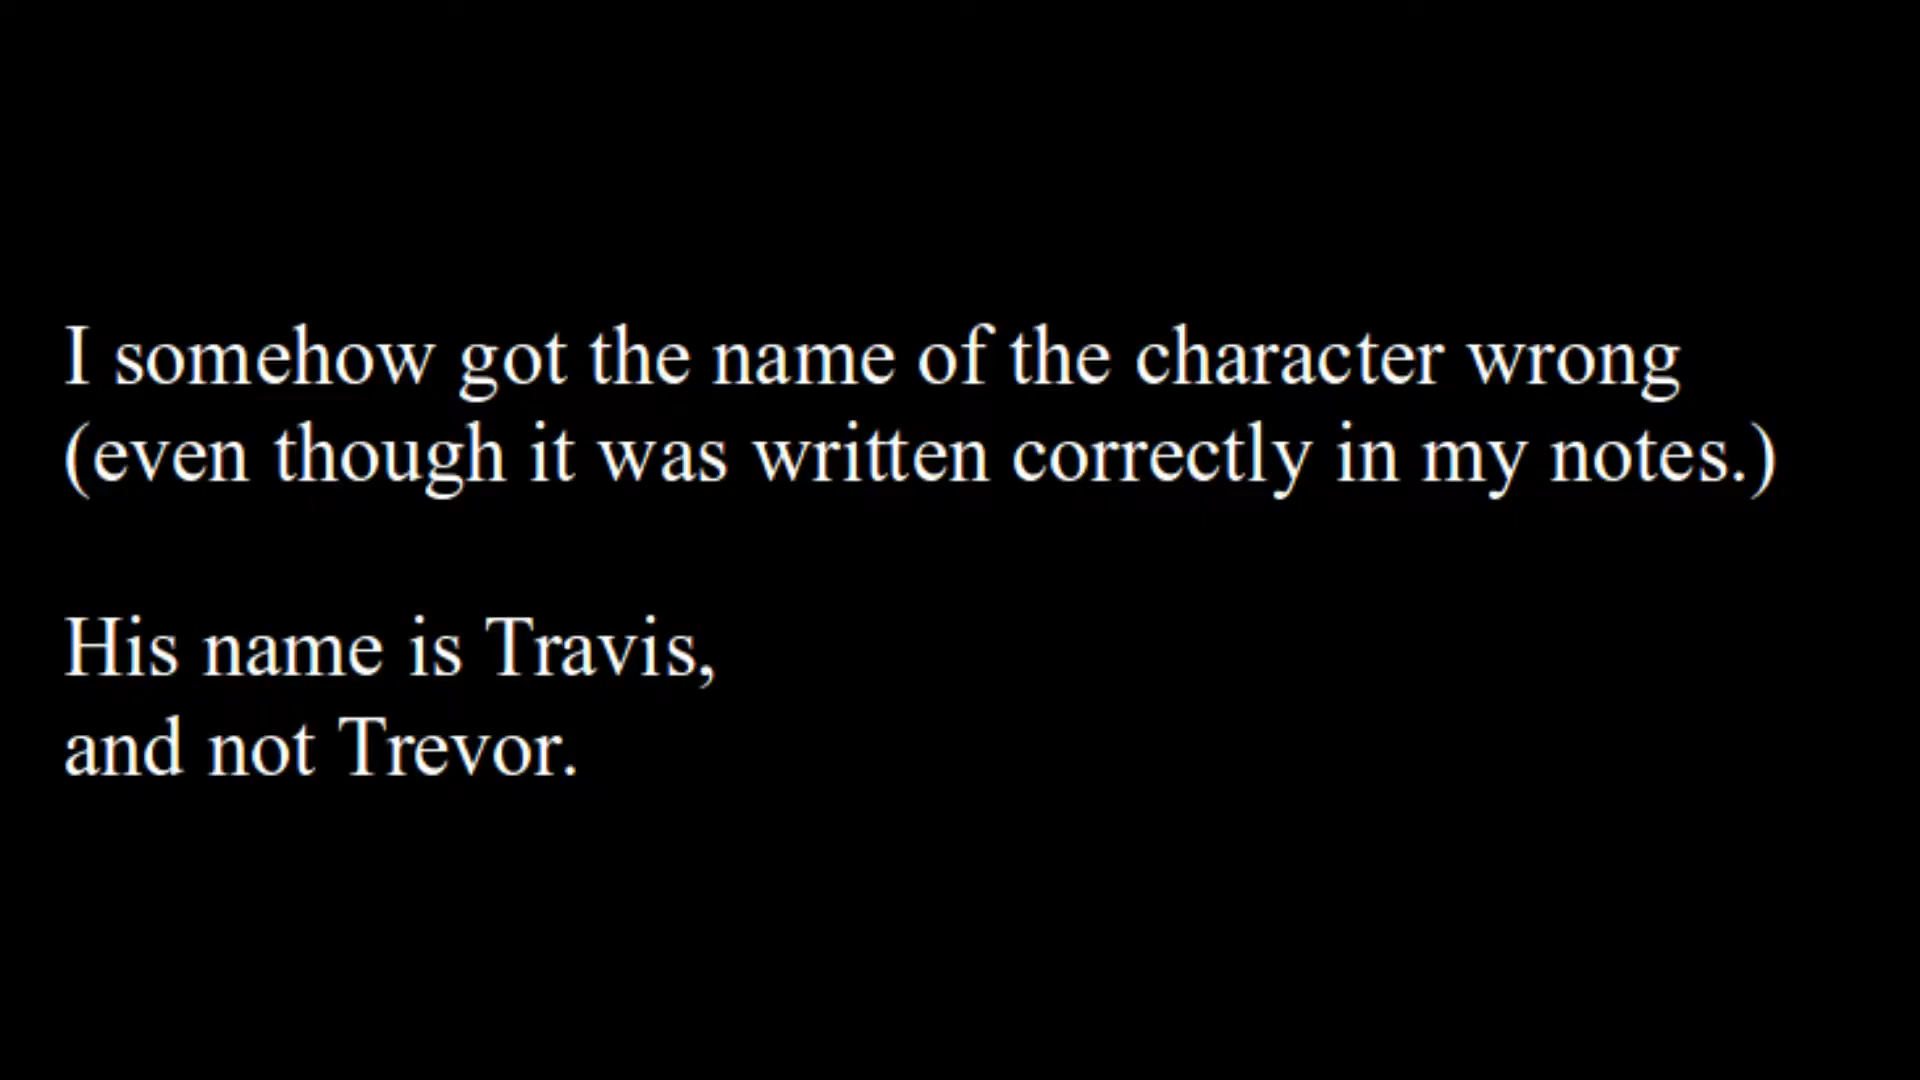 I somehow got the name of the character wrong
(even though it was written correctly in my notes.)
His name is Travis,
and not Trevor.